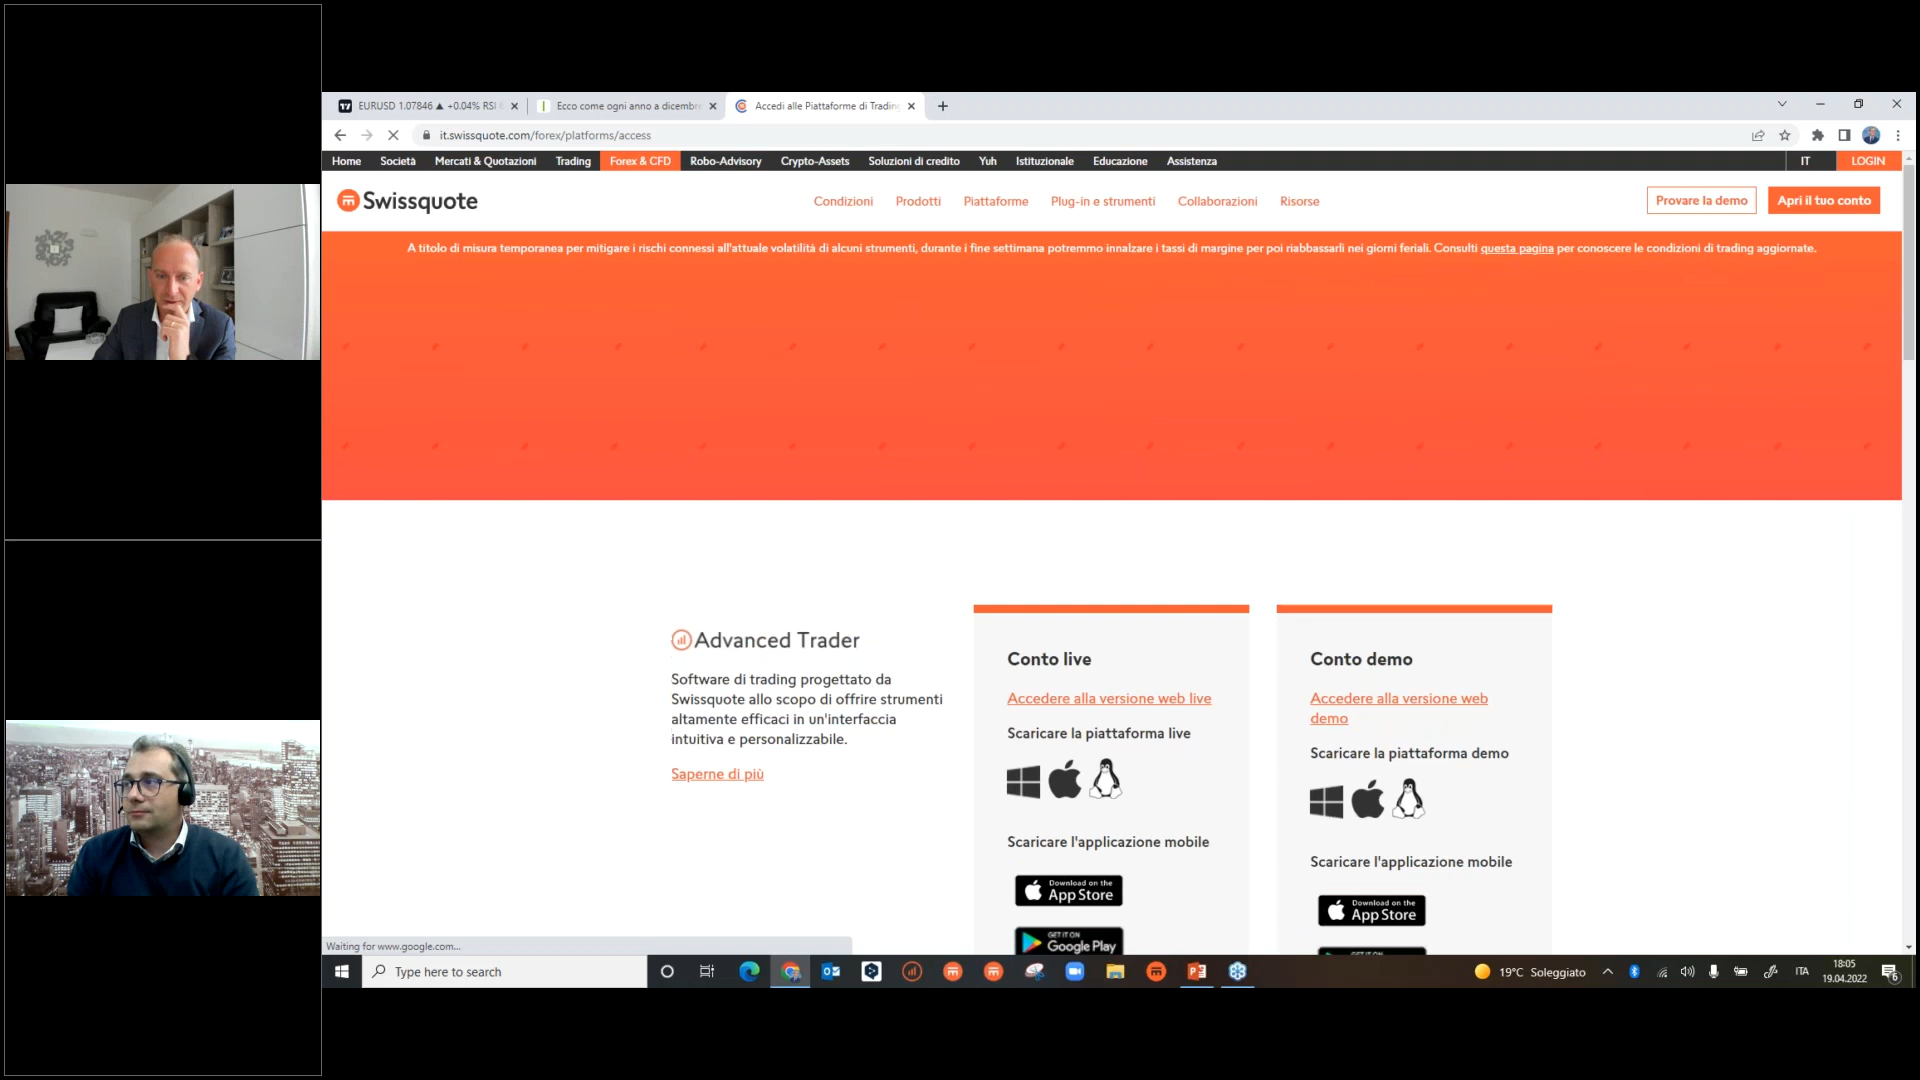 EURUSD 1.07846 ▲ +0.04% RSI
Ecco come ogni anno a dicembre
Accedi alle Piattaforme di Trading
it.swissquote.com/forex/platforms/access
Home Società Mercati & Quotazioni Trading Forex & CFD Robo-Advisory Crypto-Assets Soluzioni di credito Yuh Istituzionale Educazione Assistenza IT LOGIN
Swissquote
Condizioni Prodotti Piattaforme Plug-in e strumenti Collaborazioni Risorse
Provare la demo
Apri il tuo conto
A titolo di misura temporanea per mitigare i rischi connessi all'attuale volatilità di alcuni strumenti, durante i fine settimana potremmo innalzare i tassi di margine per poi riabbassarli nei giorni feriali. Consulti questa pagina per conoscere le condizioni di trading aggiornate.
Advanced Trader
Software di trading progettato da
Swissquote allo scopo di offrire strumenti
altamente efficaci in un'interfaccia
intuitiva e personalizzabile.
Saperne di più
Conto live
Accedere alla versione web live
Scaricare la piattaforma live
Scaricare l'applicazione mobile
Download on the
App Store
GET IT ON
Google Play
Conto demo
Accedere alla versione web
demo
Scaricare la piattaforma demo
Scaricare l'applicazione mobile
Download on the
App Store
Waiting for www.google.com...
Type here to search
19°C Soleggiato
ITA
18:05
19.04.2022
6